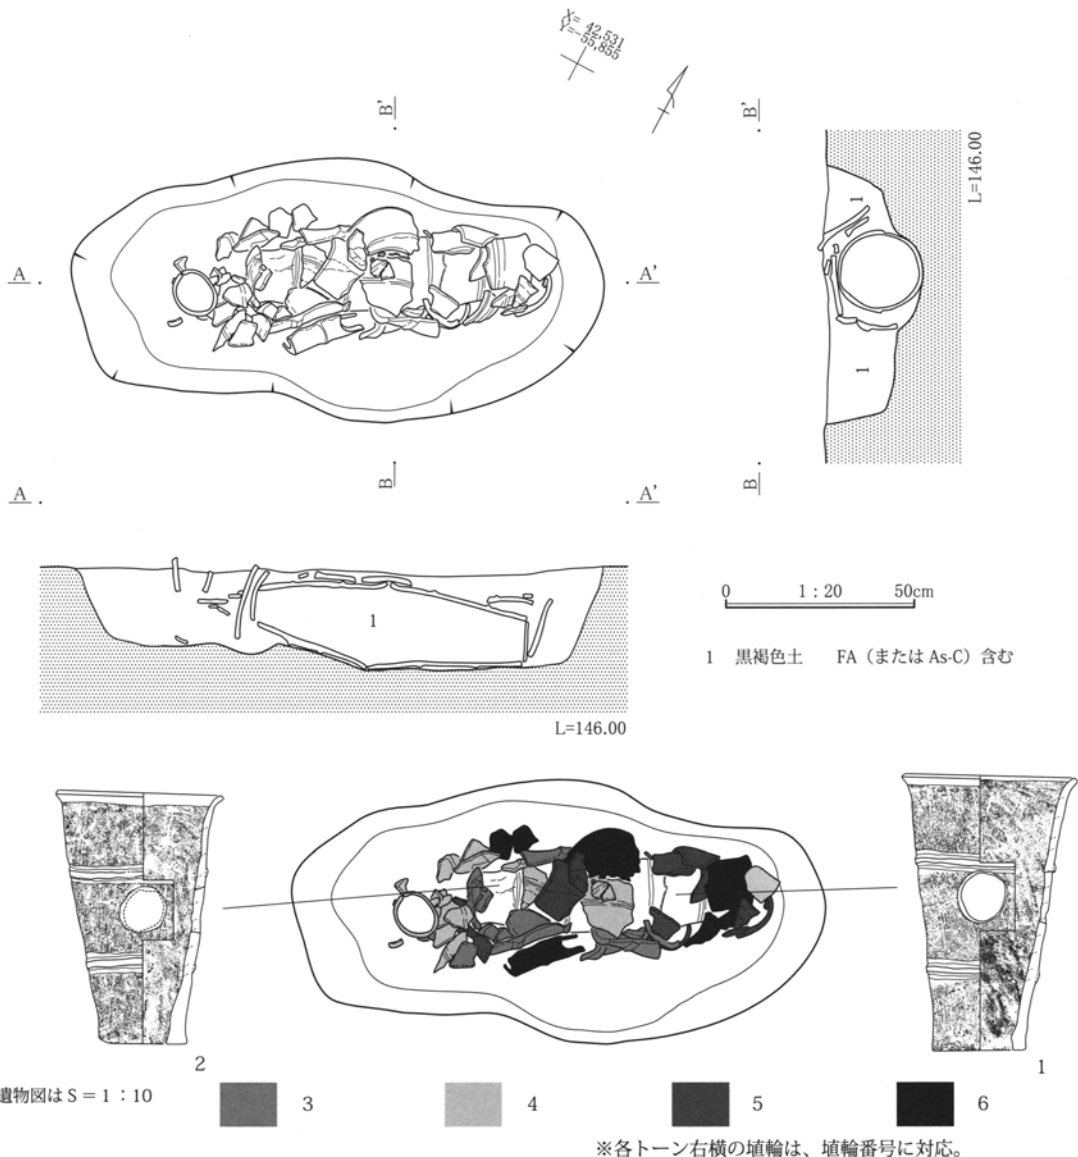 X= 42,531
Y=-55,855
B'
B'
L=146.00
1
A
A'
1
B
B
A
A'
1
0 1:20 50cm
1 黒褐色土 FA(または As-C)含む
L=146.00
2
1
遺物図は S = 1:10
3
4
5
6
※各トーン右横の埴輪は、埴輪番号に対応。